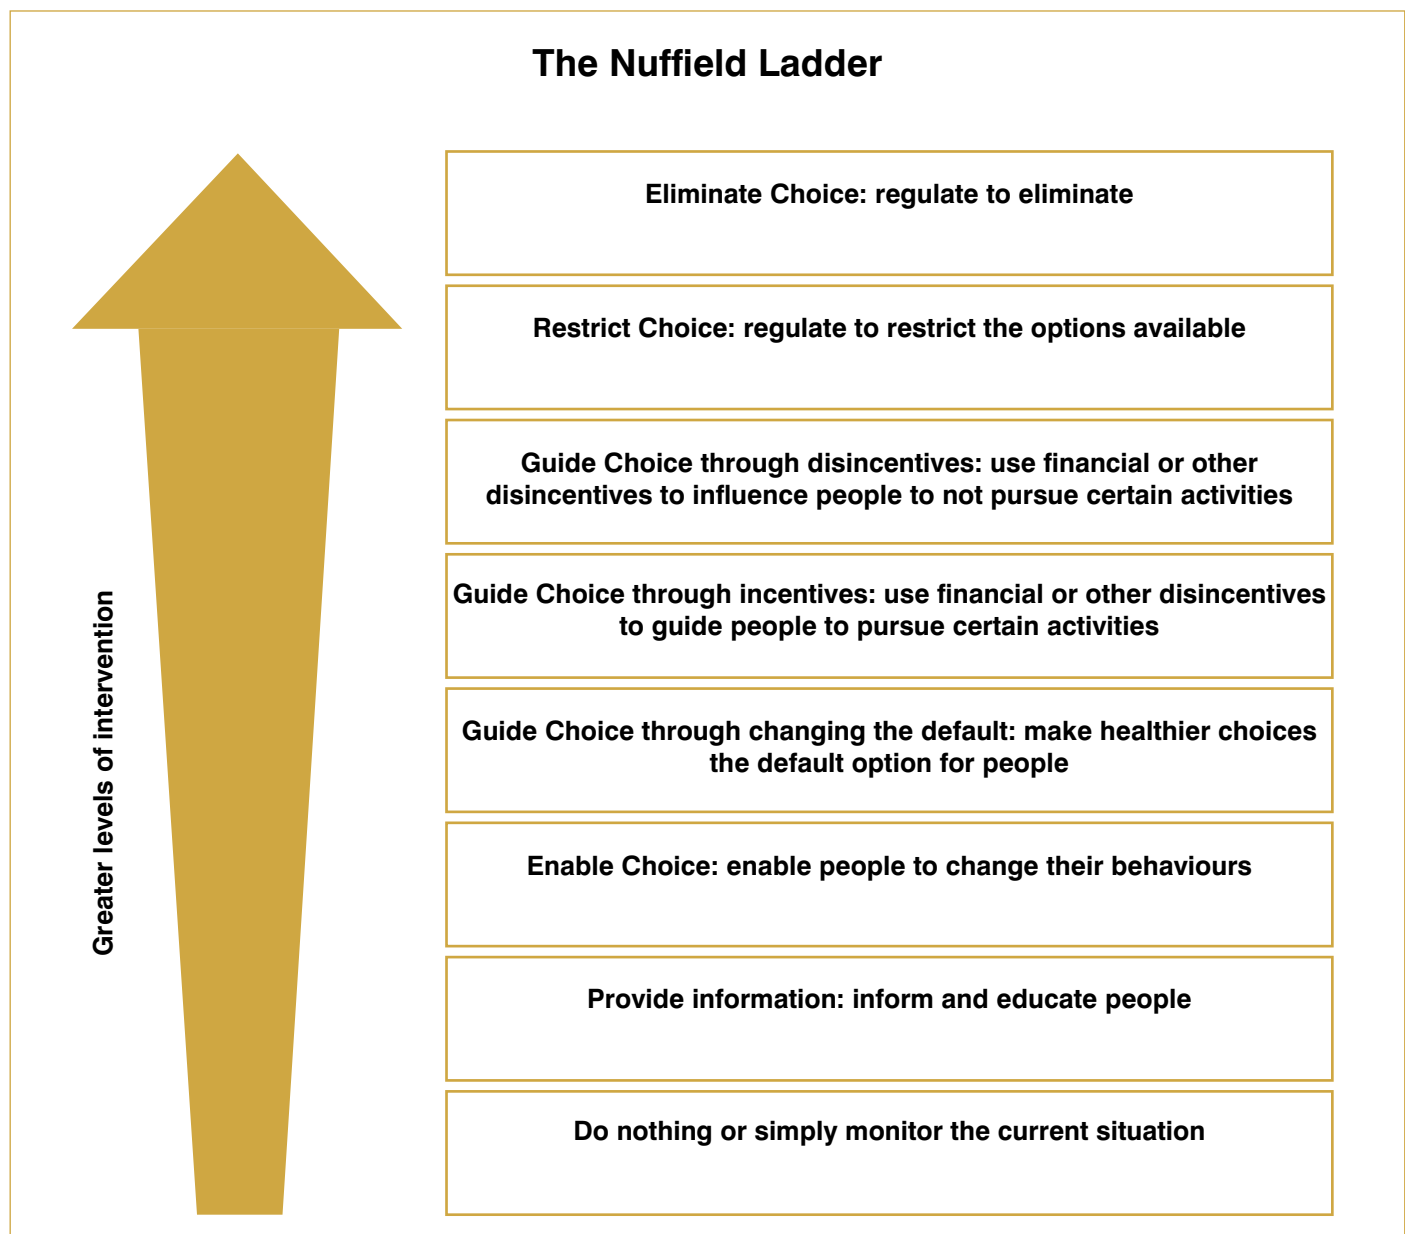 The Nuffield Ladder
Eliminate Choice: regulate to eliminate
Restrict Choice: regulate to restrict the options available
Guide Choice through disincentives: use financial or other
disincentives to influence people to not pursue certain activities
Guide Choice through incentives: use financial or other disincentives
to guide people to pursue certain activities
Guide Choice through changing the default: make healthier choices
the default option for people
Enable Choice: enable people to change their behaviours
Provide information: inform and educate people
Do nothing or simply monitor the current situation
Greater levels of intervention